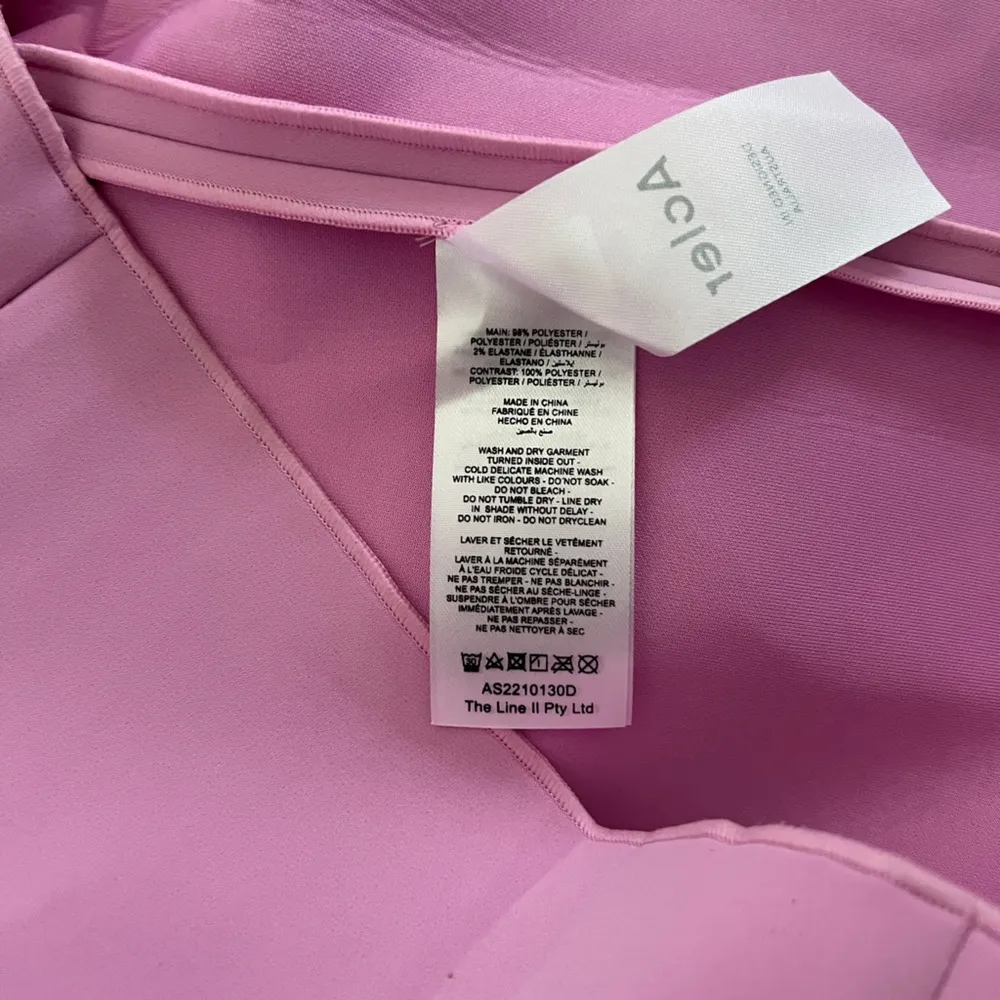 Acler
DESIGNED IN
AUSTRALIA
MAIN: 98% POLYESTER /
POLYESTER / POLIÉSTER / بوليستر
2% ELASTANE / ÉLASTHANNE /
ELASTANO / إيلاستين
CONTRAST: 100% POLYESTER /
POLYESTER / POLIÉSTER / بوليستر
MADE IN CHINA
FABRIQUÉ EN CHINE
HECHO EN CHINA
صنع بالصين
WASH AND DRY GARMENT
TURNED INSIDE OUT -
COLD DELICATE MACHINE WASH
WITH LIKE COLOURS - DO NOT SOAK -
DO NOT BLEACH -
DO NOT TUMBLE DRY - LINE DRY
IN SHADE WITHOUT DELAY -
DO NOT IRON - DO NOT DRYCLEAN
LAVER ET SÉCHER LE VETÉMENT
RETOURNÉ -
LAVER À LA MACHINE SÉPARÉMENT
À L'EAU FROIDE CYCLE DÉLICAT -
NE PAS TREMPER - NE PAS BLANCHIR -
NE PAS SÉCHER AU SÈCHE-LINGE -
SUSPENDRE À L'OMBRE POUR SÉCHER
IMMÉDIATEMENT APRÈS LAVAGE -
NE PAS REPASSER -
NE PAS NETTOYER À SEC
30
AS2210130D
The Line II Pty Ltd